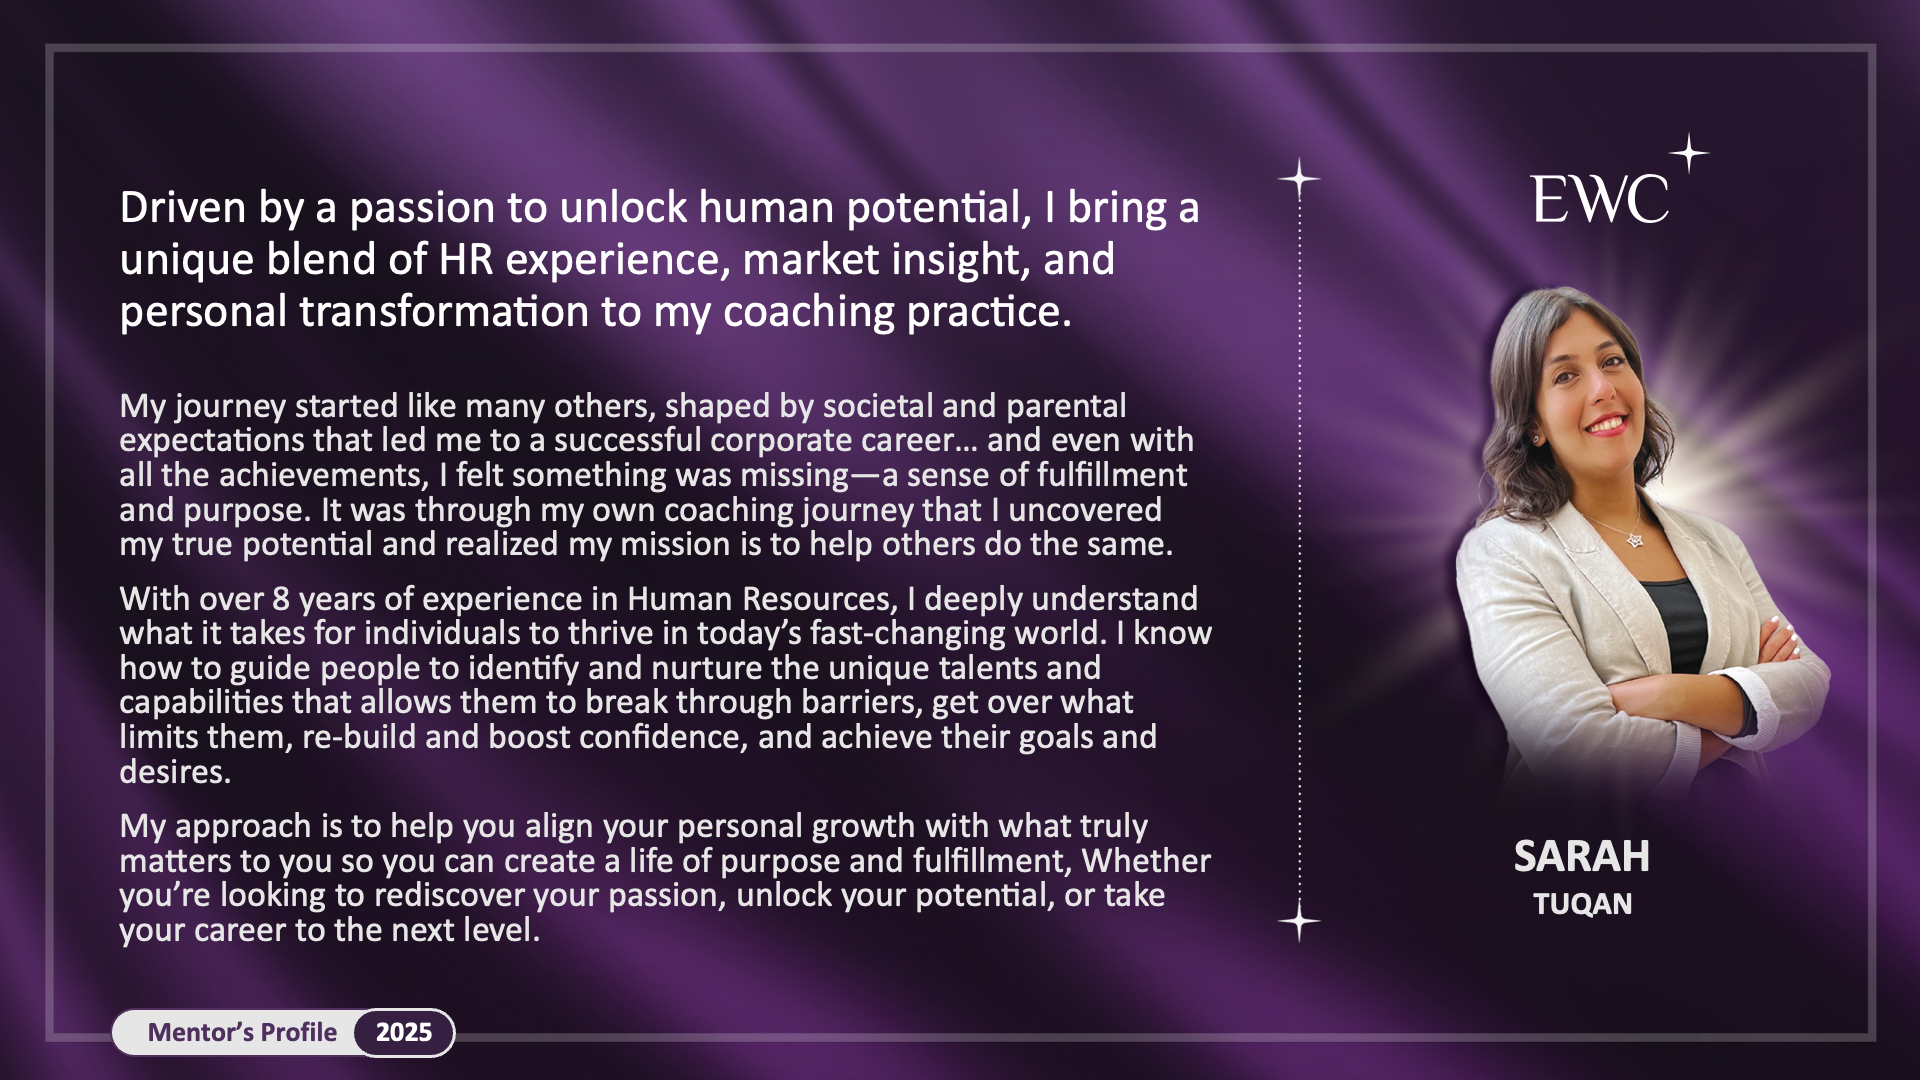 Driven by a passion to unlock human potential, I bring a
unique blend of HR experience, market insight, and
personal transformation to my coaching practice.
My journey started like many others, shaped by societal and parental
expectations that led me to a successful corporate career… and even with
all the achievements, I felt something was missing—a sense of fulfillment
and purpose. It was through my own coaching journey that I uncovered
my true potential and realized my mission is to help others do the same.
With over 8 years of experience in Human Resources, I deeply understand
what it takes for individuals to thrive in today’s fast-changing world. I know
how to guide people to identify and nurture the unique talents and
capabilities that allows them to break through barriers, get over what
limits them, re-build and boost confidence, and achieve their goals and
desires.
My approach is to help you align your personal growth with what truly
matters to you so you can create a life of purpose and fulfillment, Whether
you’re looking to rediscover your passion, unlock your potential, or take
your career to the next level.
EWC
SARAH
TUQAN
Mentor’s Profile 2025